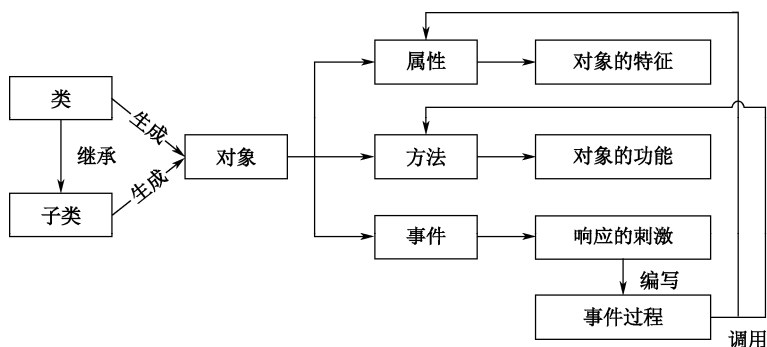 属性
对象的特征
类
生成
继承
对象
方法
对象的功能
生成
子类
事件
响应的刺激
编写
事件过程
调用